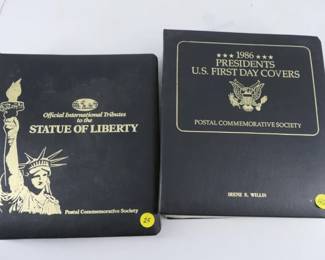 Official International Tributes
to the
STATUE OF LIBERTY
Postal Commemorative Society
25
★★★ 1986 ★★★
PRESIDENTS
U.S. FIRST DAY COVERS
POSTAL COMMEMORATIVE SOCIETY
IRENE K. WILLIS